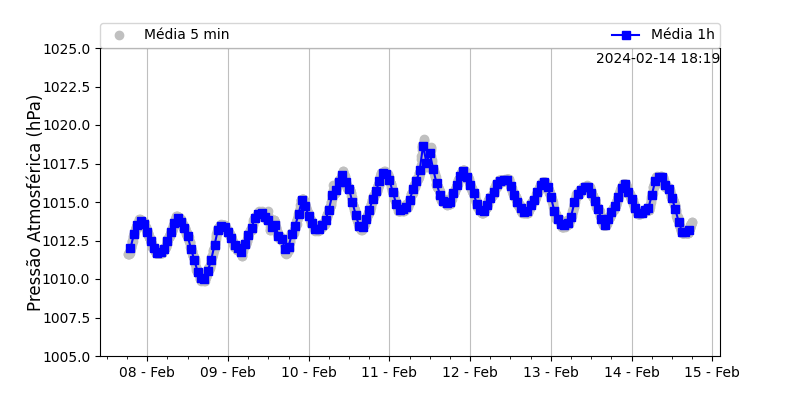 Média 5 min
Média 1h
2024-02-14 18:19
Pressão Atmosférica (hPa)
1025.0
1022.5
1020.0
1017.5
1015.0
1012.5
1010.0
1007.5
1005.0
08 - Feb
09 - Feb
10 - Feb
11 - Feb
12 - Feb
13 - Feb
14 - Feb
15 - Feb